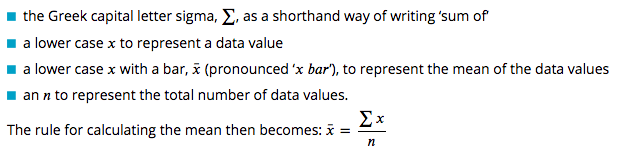 ■ the Greek capital letter sigma, ∑, as a shorthand way of writing ‘sum of’
■ a lower case x to represent a data value
■ a lower case x with a bar, x̄ (pronounced ‘x bar’), to represent the mean of the data values
■ an n to represent the total number of data values.
The rule for calculating the mean then becomes: x̄ = ∑x / n